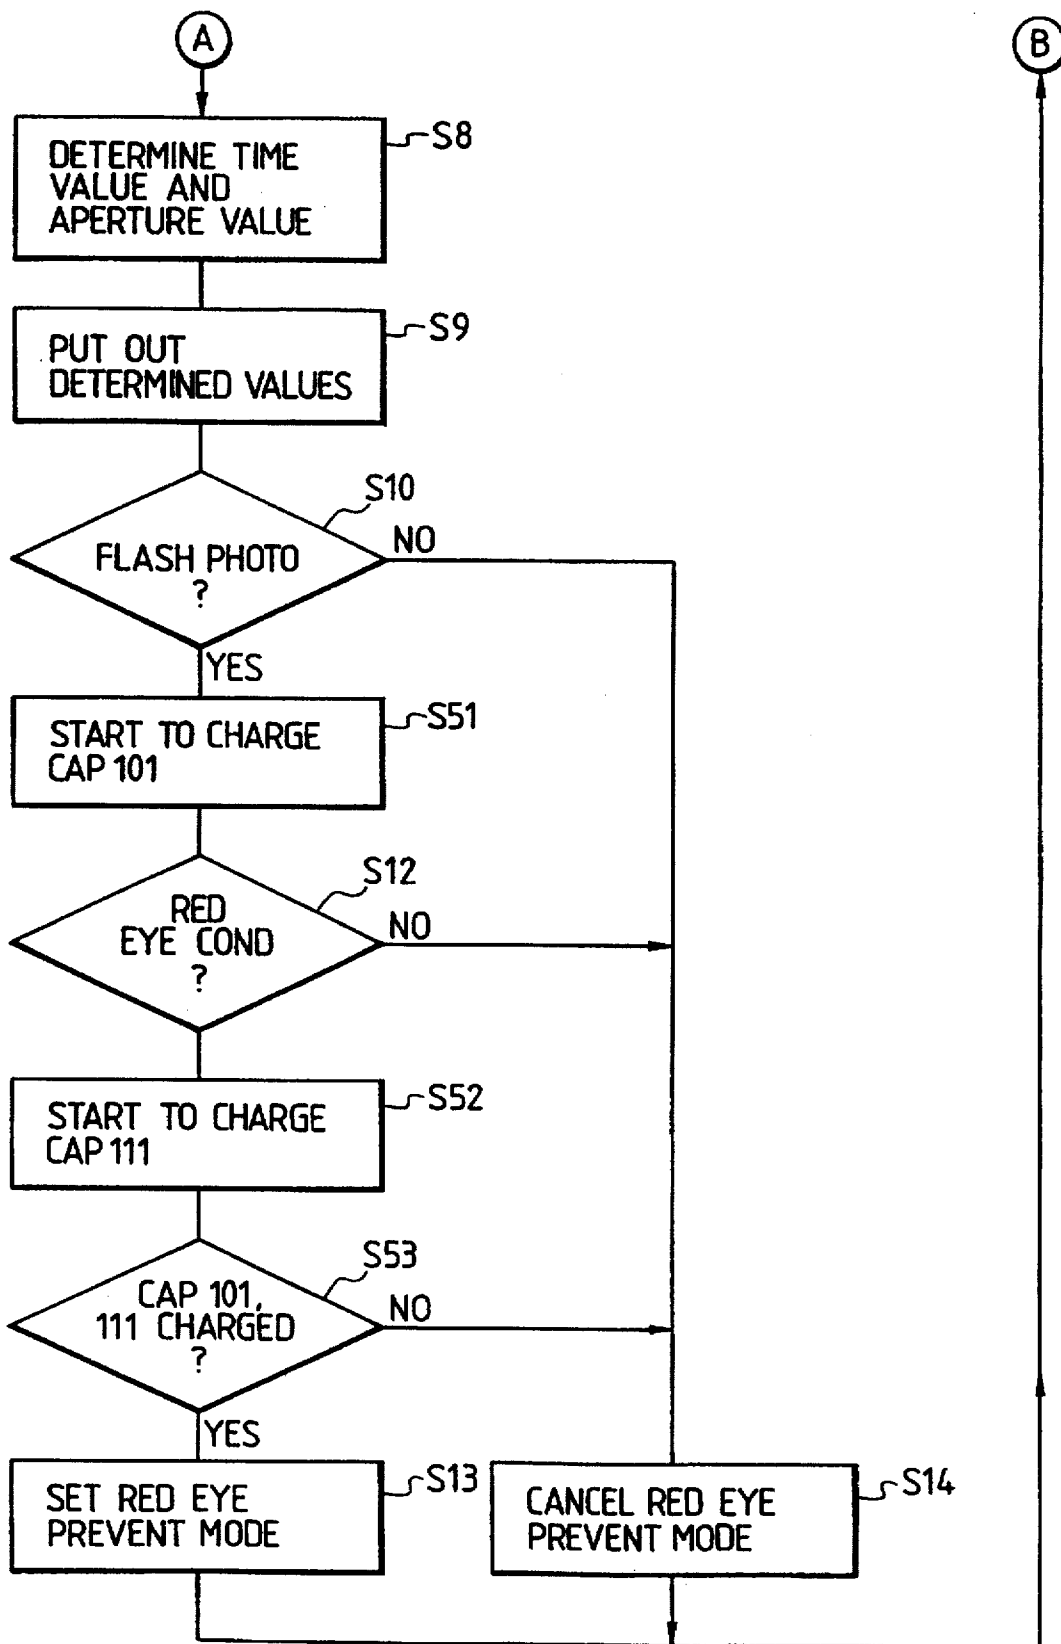 A
B
S8
DETERMINE TIME
VALUE AND
APERTURE VALUE
S9
PUT OUT
DETERMINED VALUES
S10
FLASH PHOTO
?
NO
YES
S51
START TO CHARGE
CAP 101
S12
RED
EYE COND
?
NO
S52
START TO CHARGE
CAP 111
S53
CAP 101,
111 CHARGED
?
NO
YES
S13
SET RED EYE
PREVENT MODE
S14
CANCEL RED EYE
PREVENT MODE